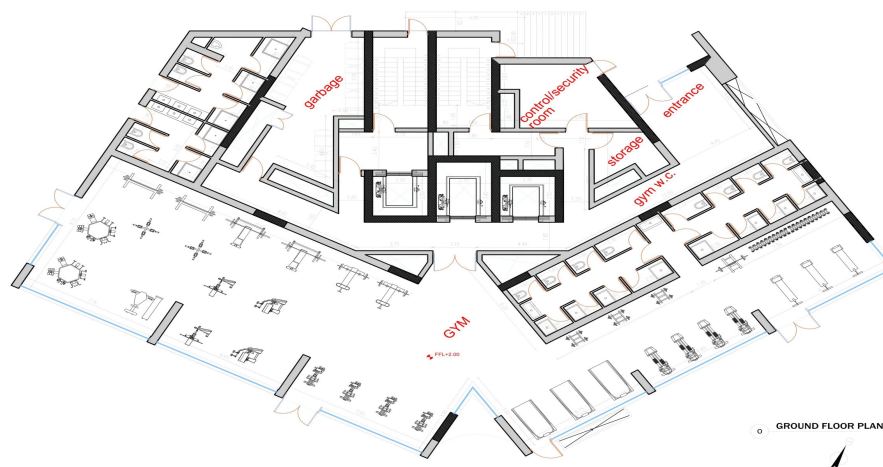 garbage
control/security
room
entrance
storage
gym w.c.
GYM
FFL+2.00
GROUND FLOOR PLAN